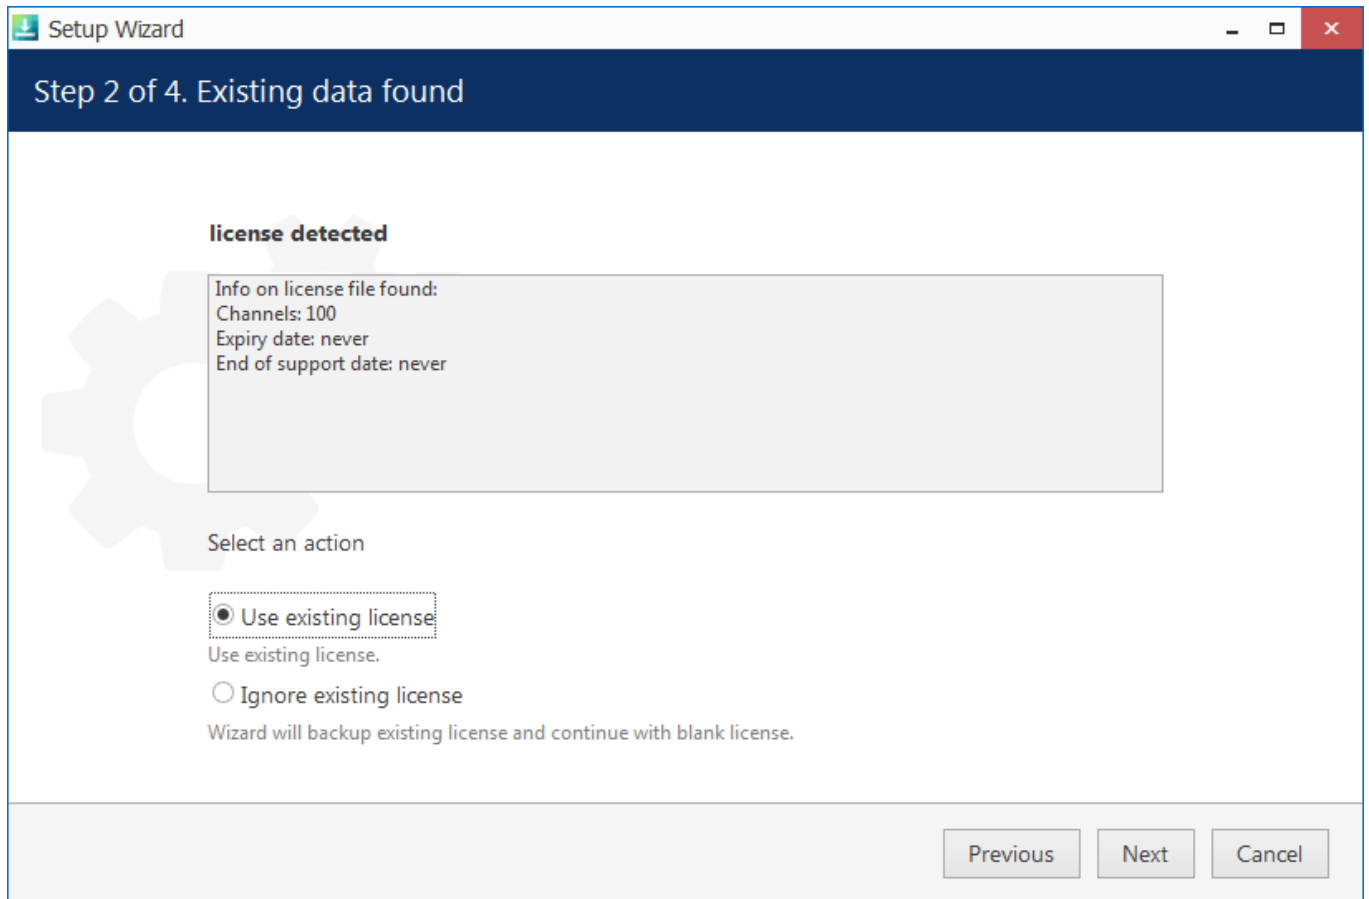 Setup Wizard
Step 2 of 4. Existing data found
license detected
Info on license file found:
Channels: 100
Expiry date: never
End of support date: never
Select an action
Use existing license
Use existing license.
Ignore existing license
Wizard will backup existing license and continue with blank license.
Previous Next Cancel